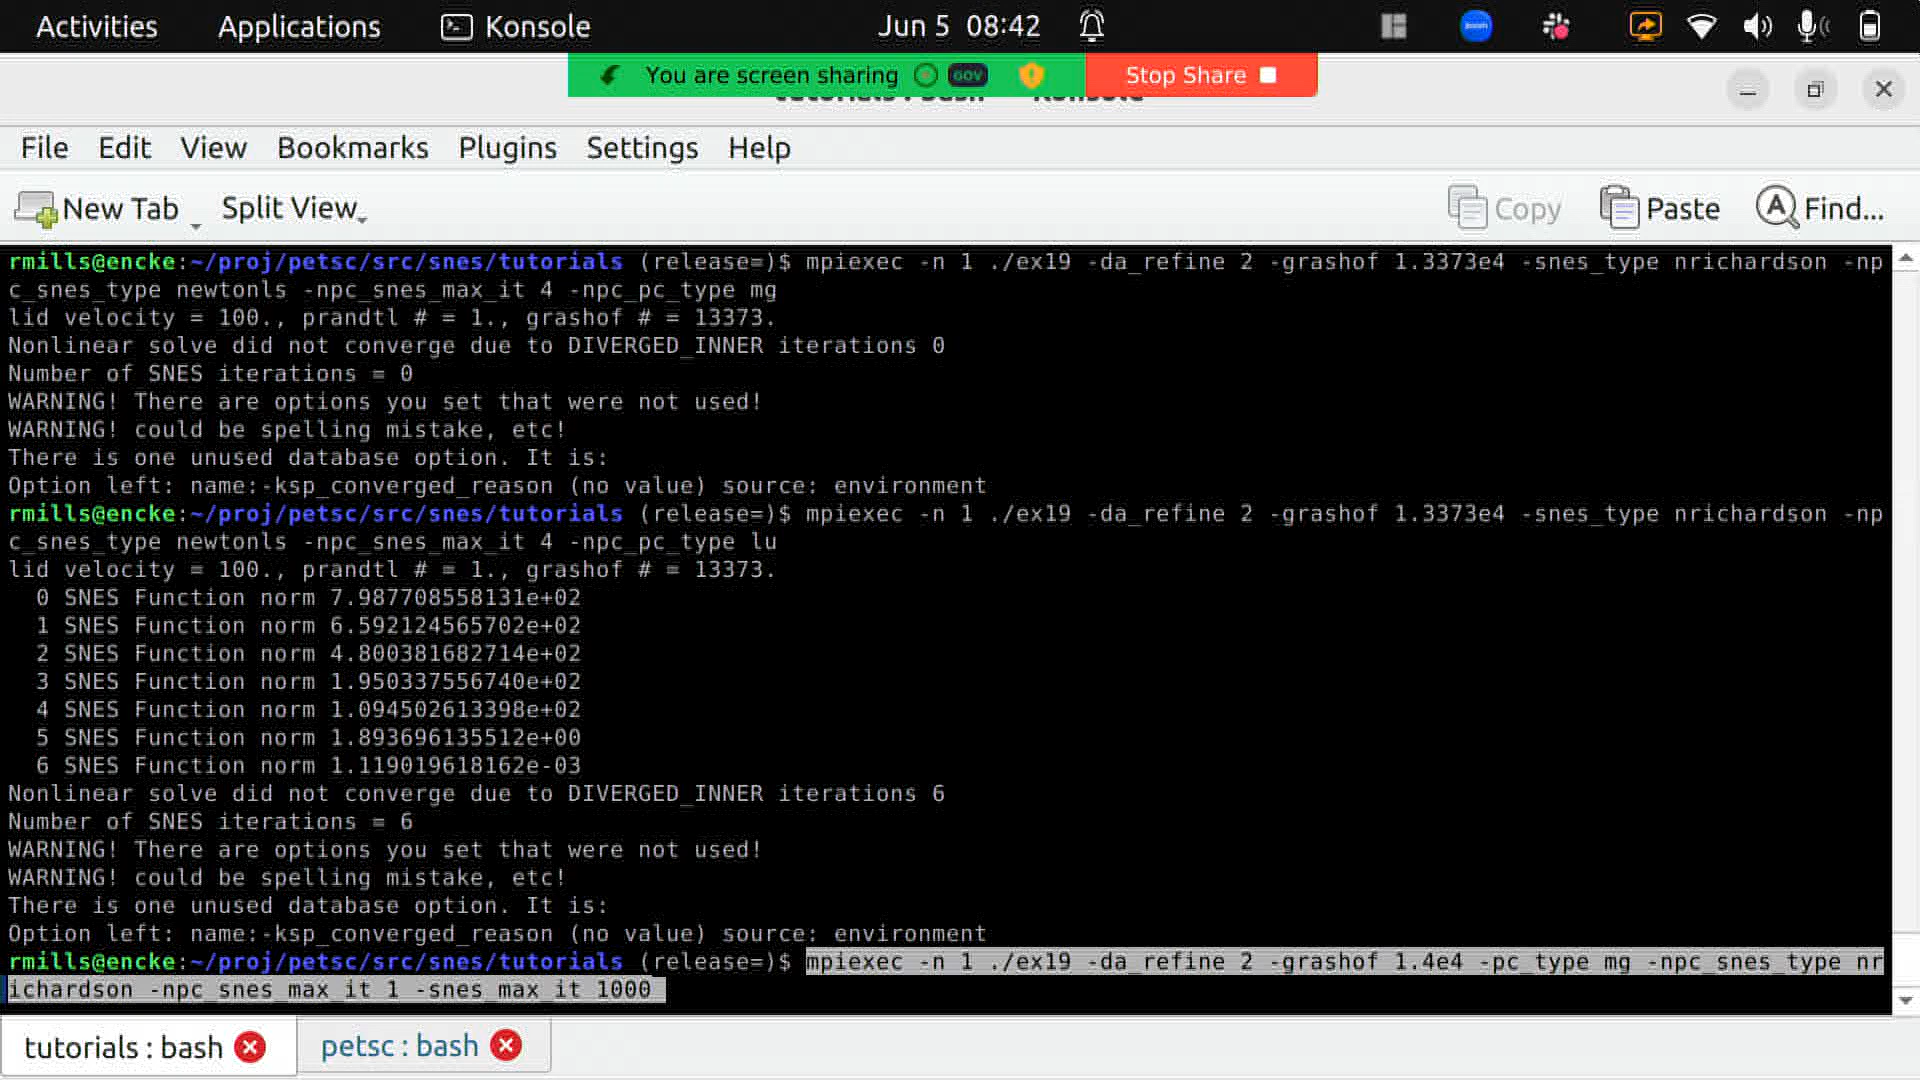 Activities Applications Konsole Jun 5 08:42 zoom
You are screen sharing GOV Stop Share
File Edit View Bookmarks Plugins Settings Help
New Tab Split View Copy Paste Find...
rmills@encke:~/proj/petsc/src/snes/tutorials (release=)$ mpiexec -n 1 ./ex19 -da_refine 2 -grashof 1.3373e4 -snes_type nrichardson -np
c_snes_type newtonls -npc_snes_max_it 4 -npc_pc_type mg
lid velocity = 100., prandtl # = 1., grashof # = 13373.
Nonlinear solve did not converge due to DIVERGED_INNER iterations 0
Number of SNES iterations = 0
WARNING! There are options you set that were not used!
WARNING! could be spelling mistake, etc!
There is one unused database option. It is:
Option left: name:-ksp_converged_reason (no value) source: environment
rmills@encke:~/proj/petsc/src/snes/tutorials (release=)$ mpiexec -n 1 ./ex19 -da_refine 2 -grashof 1.3373e4 -snes_type nrichardson -np
c_snes_type newtonls -npc_snes_max_it 4 -npc_pc_type lu
lid velocity = 100., prandtl # = 1., grashof # = 13373.
0 SNES Function norm 7.987708558131e+02
1 SNES Function norm 6.592124565702e+02
2 SNES Function norm 4.800381682714e+02
3 SNES Function norm 1.950337556740e+02
4 SNES Function norm 1.094502613398e+02
5 SNES Function norm 1.893696135512e+00
6 SNES Function norm 1.119019618162e-03
Nonlinear solve did not converge due to DIVERGED_INNER iterations 6
Number of SNES iterations = 6
WARNING! There are options you set that were not used!
WARNING! could be spelling mistake, etc!
There is one unused database option. It is:
Option left: name:-ksp_converged_reason (no value) source: environment
rmills@encke:~/proj/petsc/src/snes/tutorials (release=)$ mpiexec -n 1 ./ex19 -da_refine 2 -grashof 1.4e4 -pc_type mg -npc_snes_type nr
ichardson -npc_snes_max_it 1 -snes_max_it 1000
tutorials : bash petsc : bash